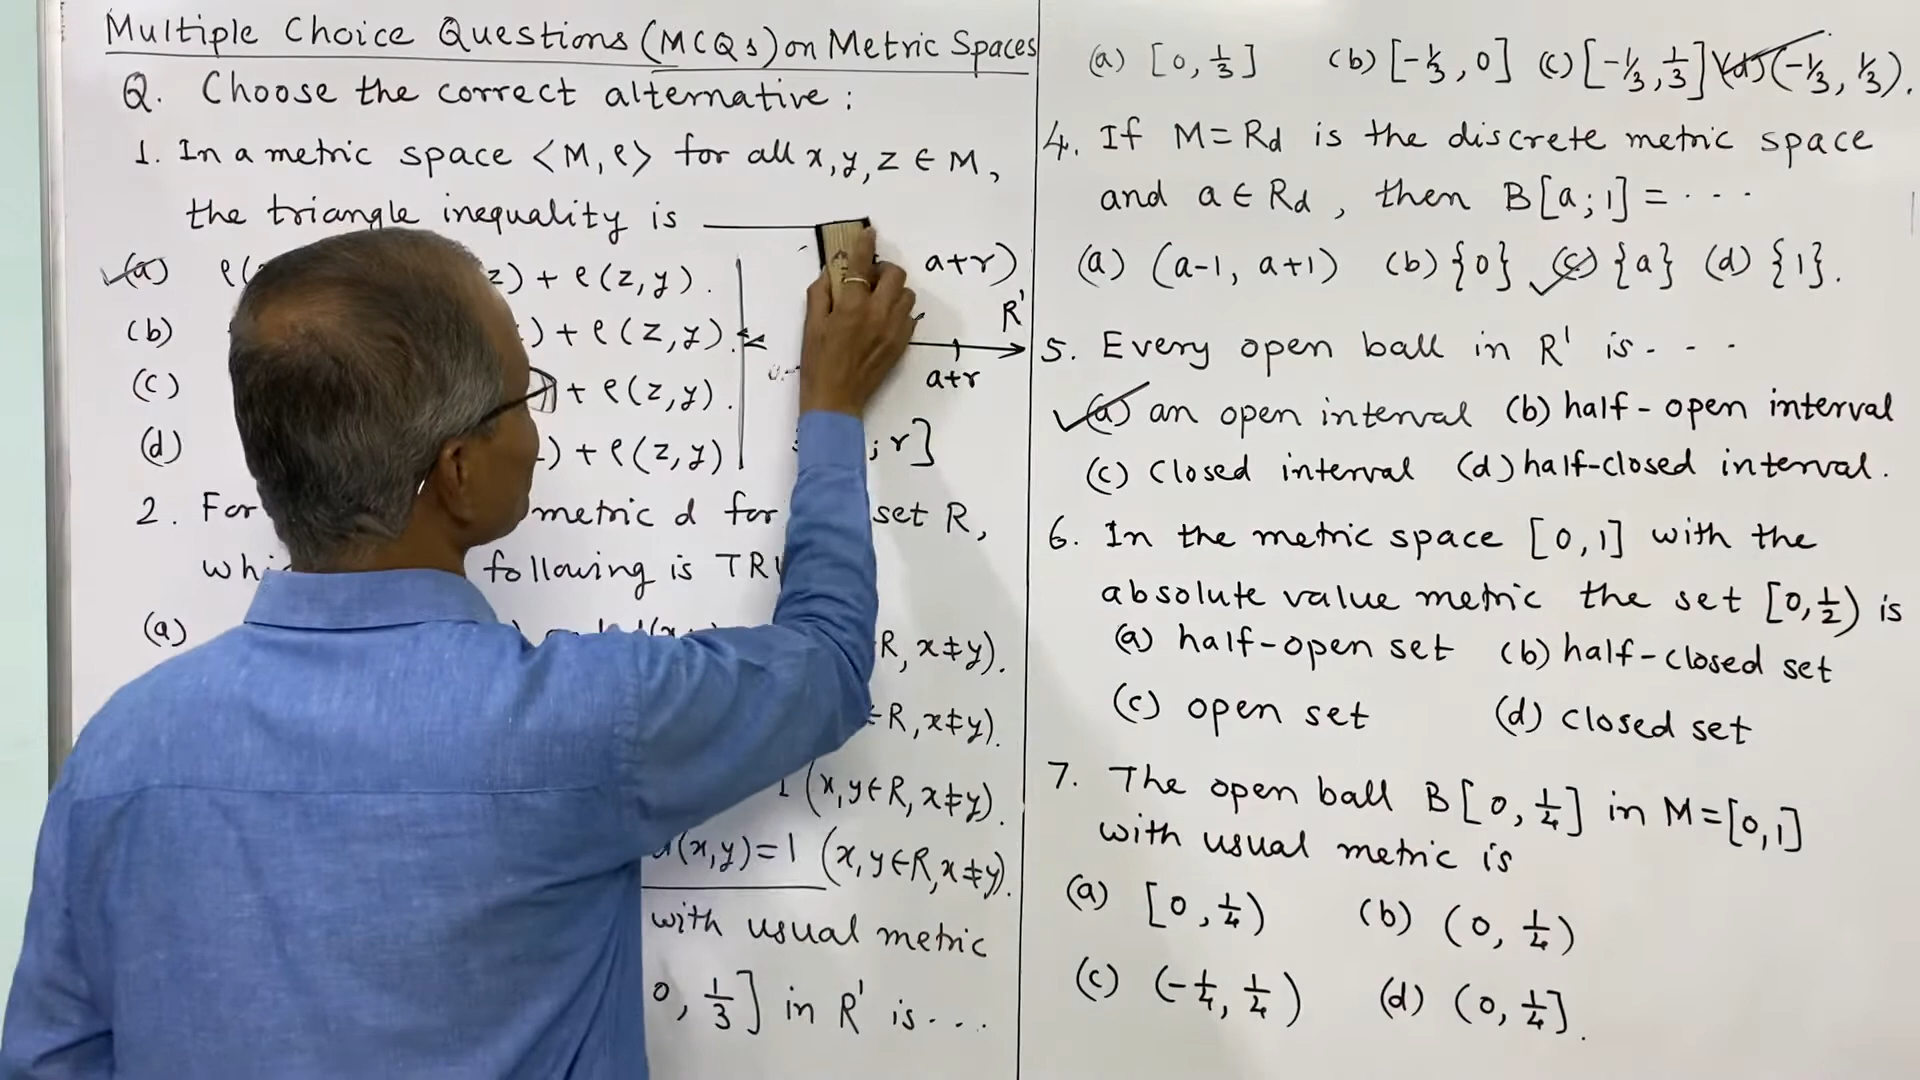 Multiple Choice Questions (MCQs) on Metric Spaces
Q. Choose the correct alternative :
1. In a metric space <M, ρ> for all x, y, z ∈ M,
the triangle inequality is ______
(a) ρ( z) + ρ(z, y).
(b) ) + ρ(z, y).
(c) + ρ(z, y).
(d) ) + ρ(z, y)
a+r)
R'
a+r
; r]
2. For metric d for set R,
following is
(a) R, x≠y).
R, x≠y).
(x, y ∈ R, x≠y).
(x, y) = 1 (x, y ∈ R, x≠y).
with usual metric
0, 1/3] in R' is ...
(a) [0, 1/3] (b) [-1/3, 0] (c) [-1/3, 1/3] (d) (-1/3, 1/3).
4. If M = Rd is the discrete metric space
and a ∈ Rd, then B[a; 1] = ...
(a) (a-1, a+1) (b) {0} (c) {a} (d) {1}.
5. Every open ball in R' is ...
(a) an open interval (b) half-open interval
(c) closed interval (d) half-closed interval.
6. In the metric space [0, 1] with the
absolute value metric the set [0, 1/2) is
(a) half-open set (b) half-closed set
(c) open set (d) closed set
7. The open ball B[0, 1/4] in M = [0, 1]
with usual metric is
(a) [0, 1/4) (b) (0, 1/4)
(c) (-1/4, 1/4) (d) (0, 1/4].